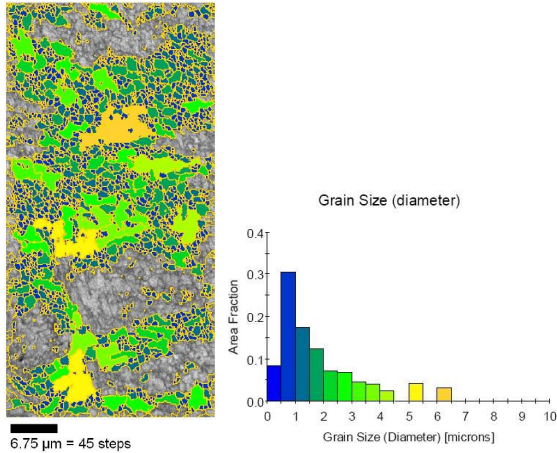 Grain Size (diameter)
0.4
0.3
0.2
0.1
0.0
Area Fraction
0 1 2 3 4 5 6 7 8 9 10
Grain Size (Diameter) [microns]
6.75 µm = 45 steps